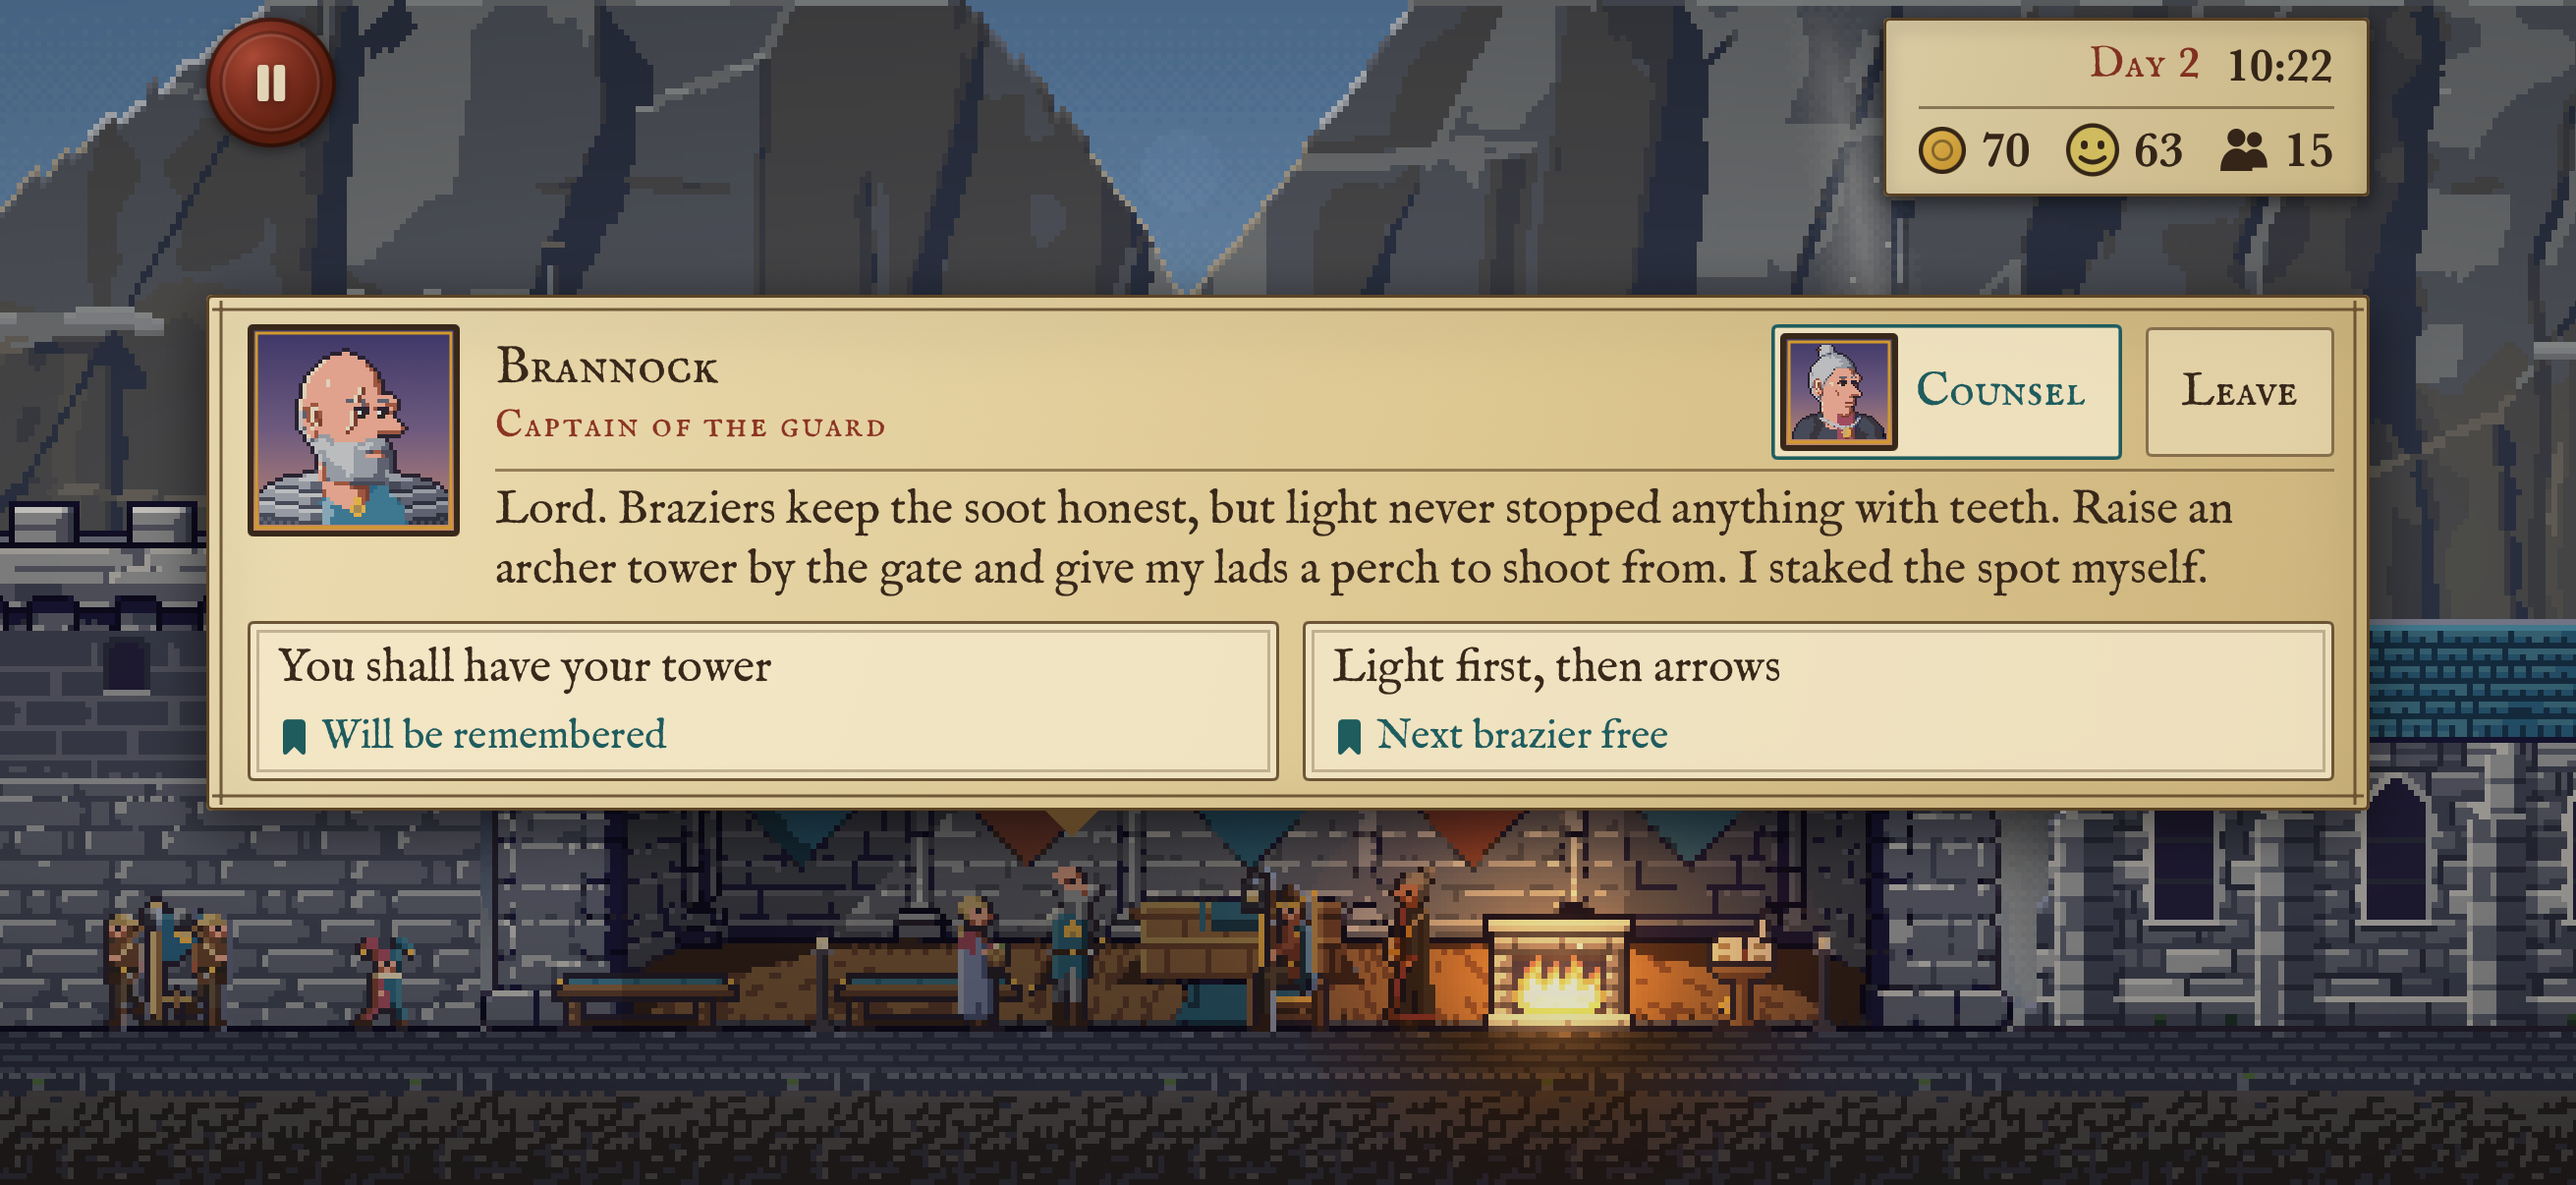 Day 2 10:22
70 63 15
Brannock
Captain of the guard
Counsel
Leave
Lord. Braziers keep the soot honest, but light never stopped anything with teeth. Raise an
archer tower by the gate and give my lads a perch to shoot from. I staked the spot myself.
You shall have your tower
Will be remembered
Light first, then arrows
Next brazier free